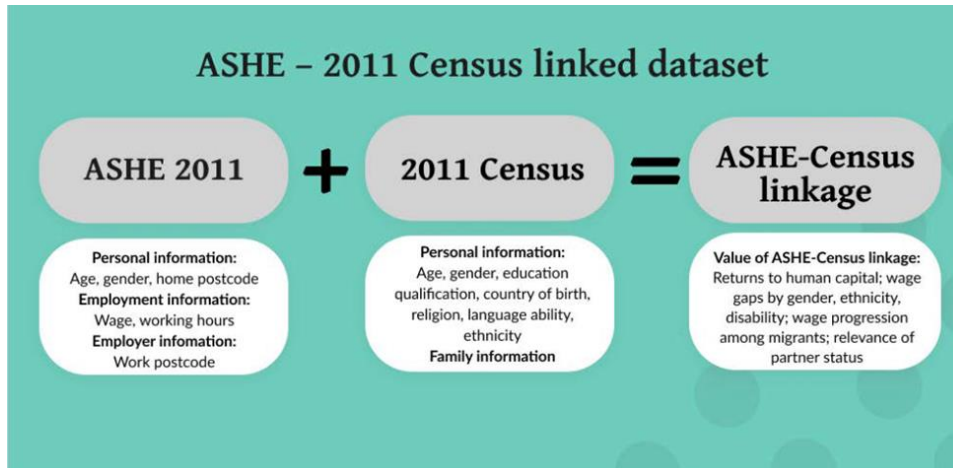 ASHE – 2011 Census linked dataset
ASHE 2011
+
2011 Census
=
ASHE-Census
linkage
Personal information:
Age, gender, home postcode
Employment information:
Wage, working hours
Employer infomation:
Work postcode
Personal information:
Age, gender, education
qualification, country of birth,
religion, language ability,
ethnicity
Family information
Value of ASHE-Census linkage:
Returns to human capital; wage
gaps by gender, ethnicity,
disability; wage progression
among migrants; relevance of
partner status